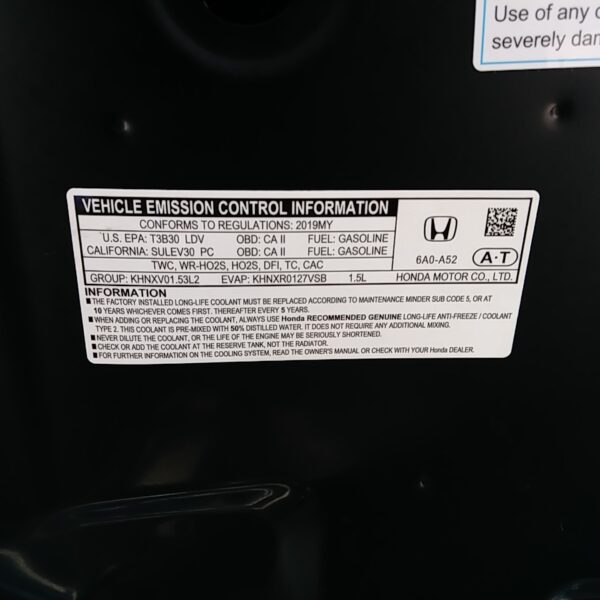 Use of any
severely
VEHICLE EMISSION CONTROL INFORMATION
CONFORMS TO REGULATIONS: 2019MY
U.S. EPA: T3B30 LDV OBD: CA II FUEL: GASOLINE
CALIFORNIA: SULEV30 PC OBD: CA II FUEL: GASOLINE
TWC, WR-HO2S, HO2S, DFI, TC, CAC
6A0-A52 A·T
GROUP: KHNXV01.53L2 EVAP: KHNXR0127VSB 1.5L HONDA MOTOR CO., LTD.
INFORMATION
■THE FACTORY INSTALLED LONG-LIFE COOLANT MUST BE REPLACED ACCORDING TO MAINTENANCE MINDER SUB CODE 5, OR AT
10 YEARS WHICHEVER COMES FIRST. THEREAFTER EVERY 5 YEARS.
■WHEN ADDING OR REPLACING THE COOLANT, ALWAYS USE Honda RECOMMENDED GENUINE LONG-LIFE ANTI-FREEZE / COOLANT
TYPE 2. THIS COOLANT IS PRE-MIXED WITH 50% DISTILLED WATER. IT DOES NOT REQUIRE ANY ADDITIONAL MIXING.
■NEVER DILUTE THE COOLANT, OR THE LIFE OF THE ENGINE MAY BE SERIOUSLY SHORTENED.
■CHECK OR ADD THE COOLANT AT THE RESERVE TANK, NOT THE RADIATOR.
■FOR FURTHER INFORMATION ON THE COOLING SYSTEM, READ THE OWNER'S MANUAL OR CHECK WITH YOUR Honda DEALER.